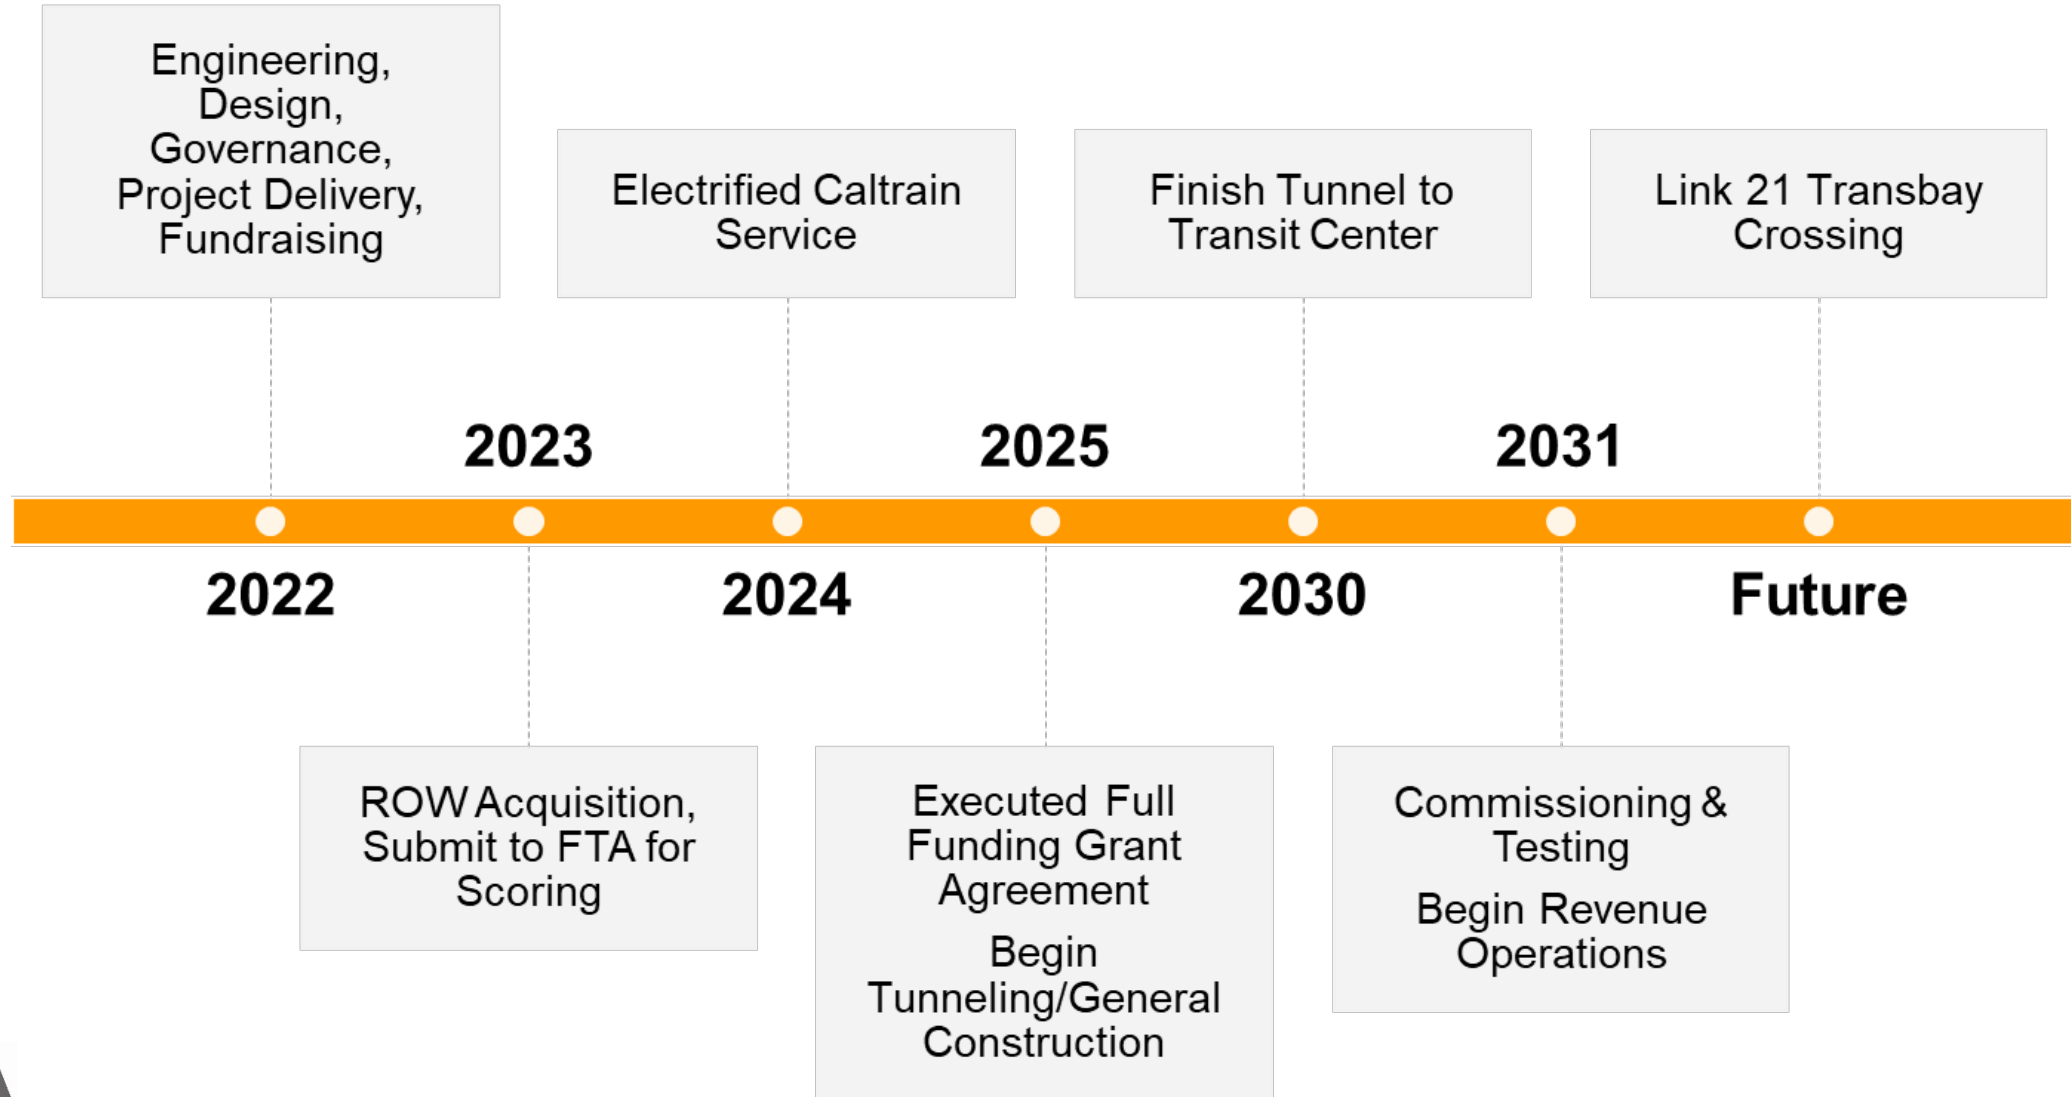 Engineering,
Design,
Governance,
Project Delivery,
Fundraising
Electrified Caltrain
Service
Finish Tunnel to
Transit Center
Link 21 Transbay
Crossing
2023
2025
2031
2022
2024
2030
Future
ROW Acquisition,
Submit to FTA for
Scoring
Executed Full
Funding Grant
Agreement
Begin
Tunneling/General
Construction
Commissioning &
Testing
Begin Revenue
Operations